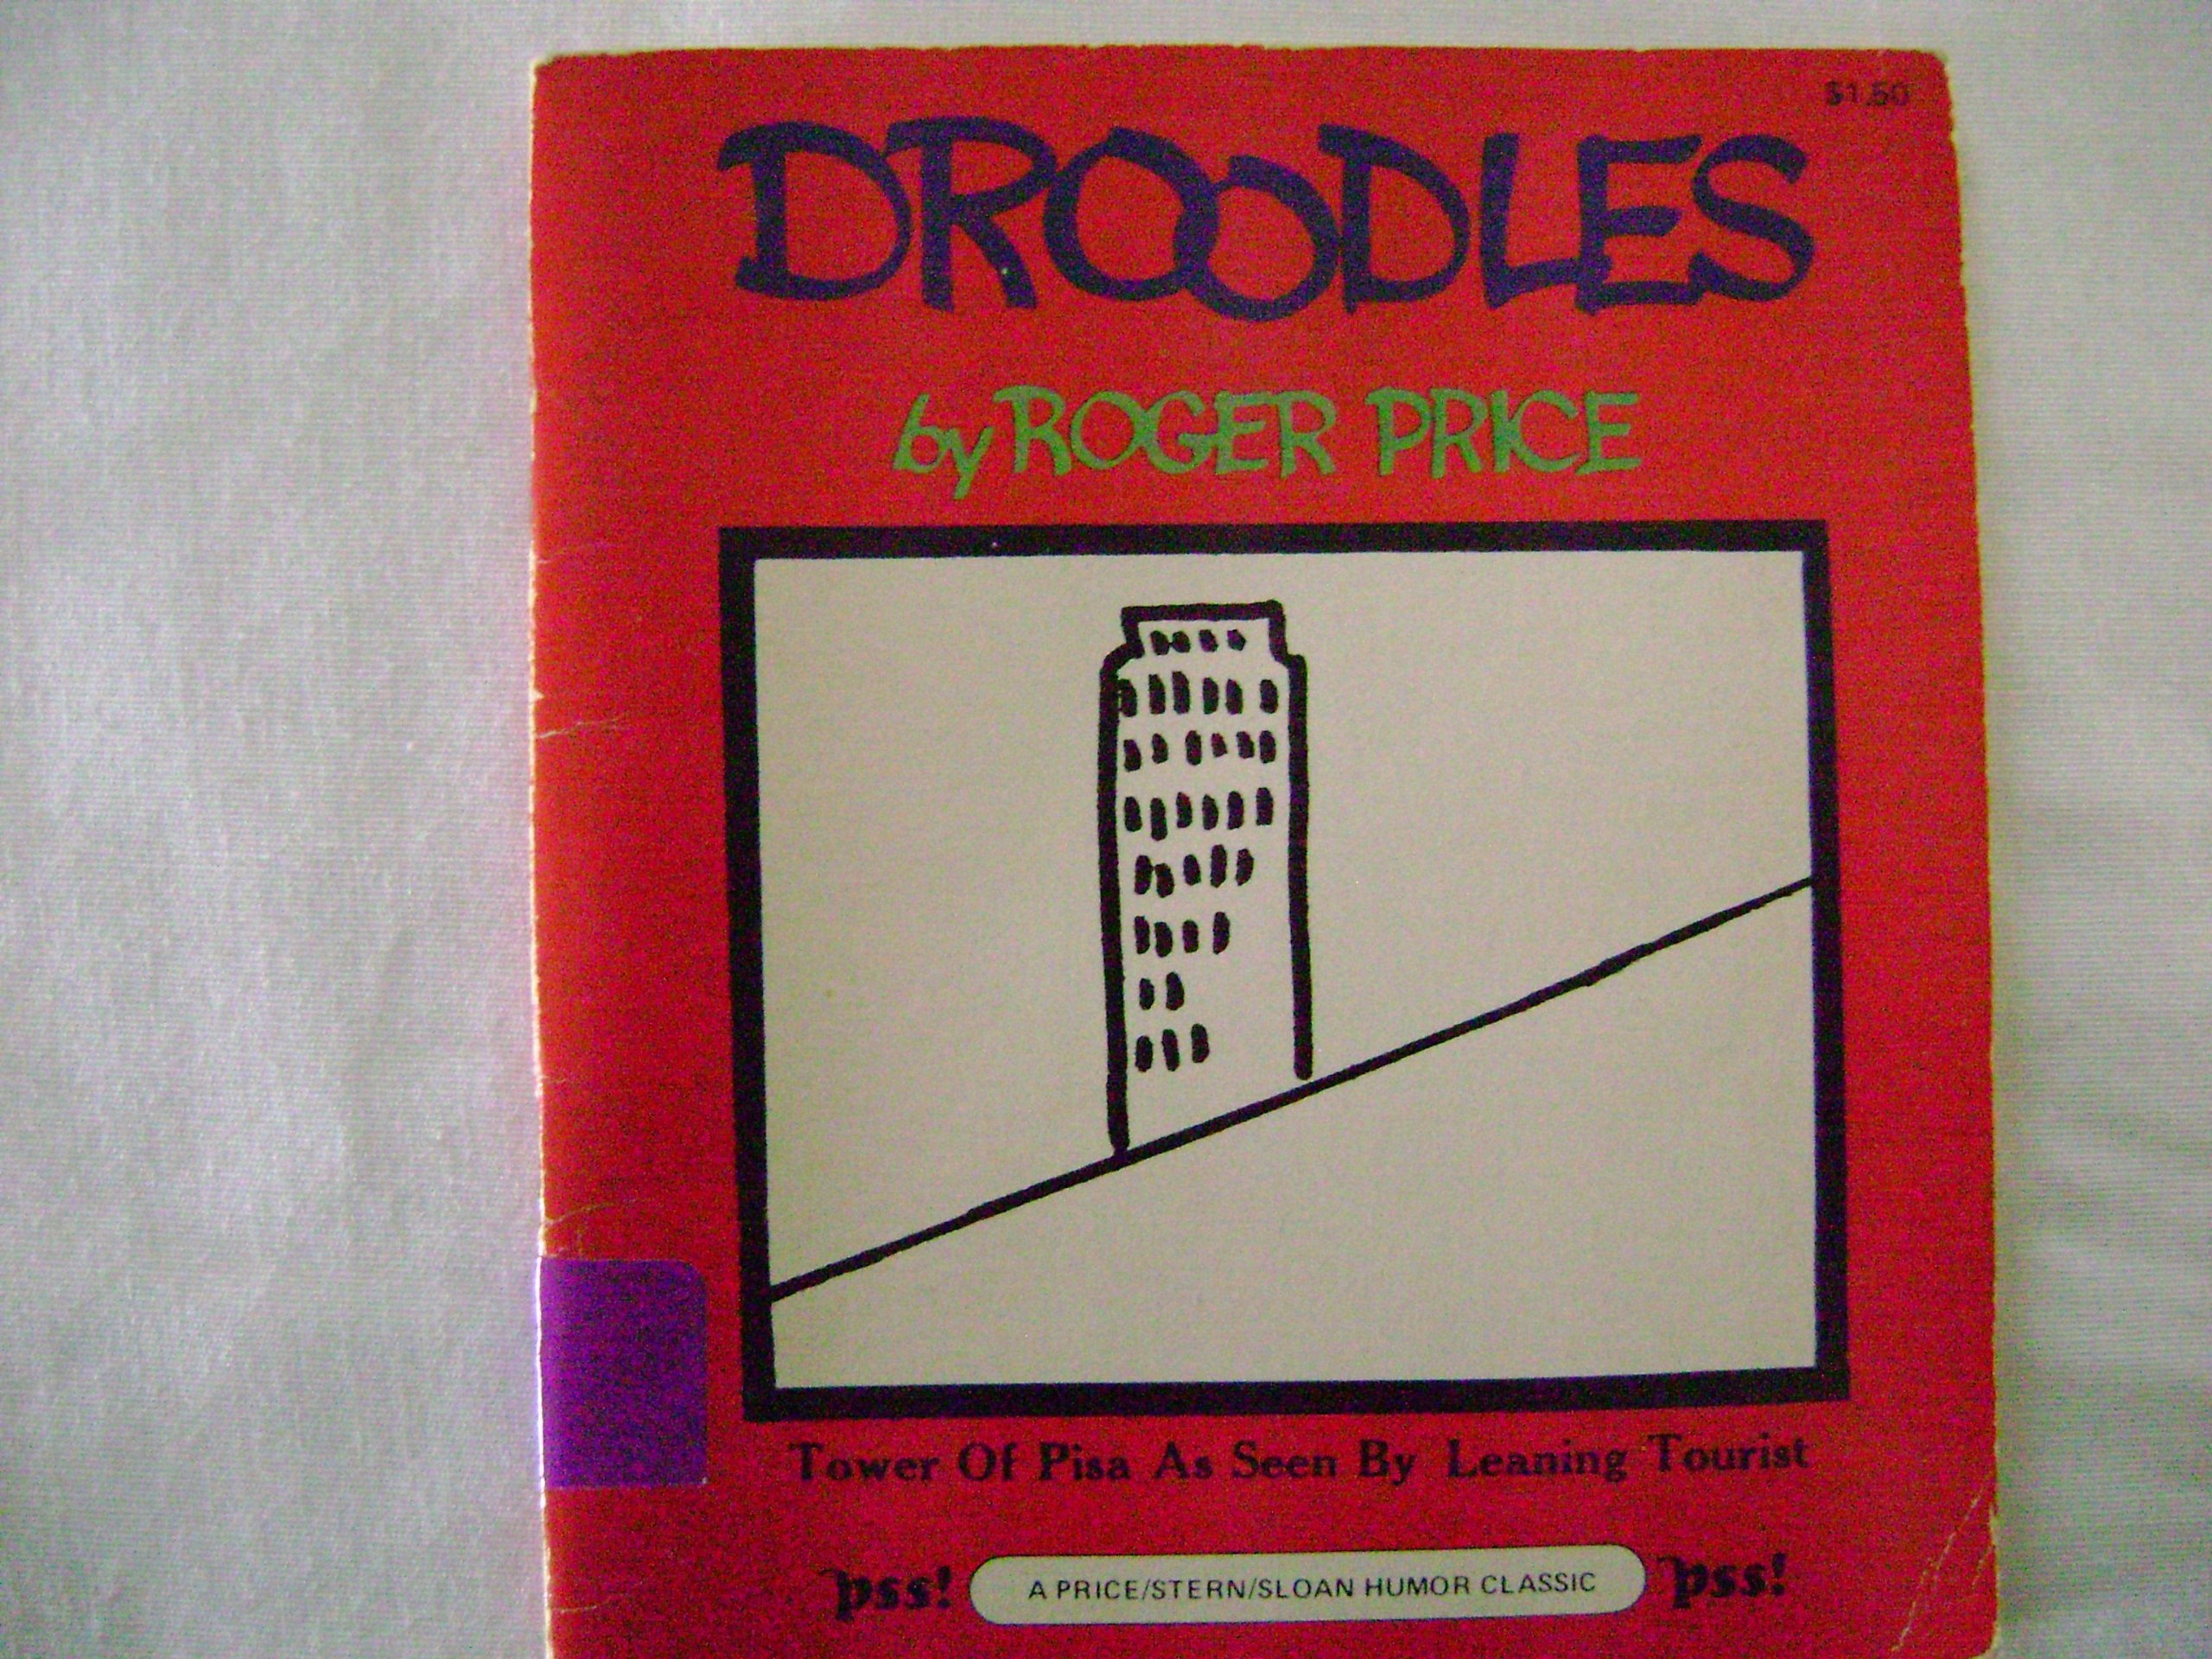 $1.50
DROODLES
by ROGER PRICE
Tower Of Pisa As Seen By Leaning Tourist
pss! A PRICE/STERN/SLOAN HUMOR CLASSIC pss!